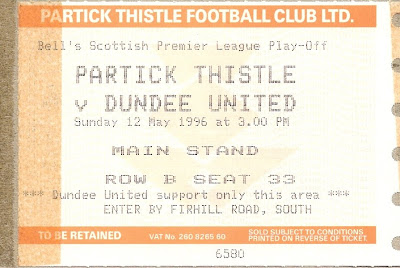 PARTICK THISTLE FOOTBALL CLUB LTD.
Bell's Scottish Premier League Play-Off
PARTICK THISTLE
v DUNDEE UNITED
Sunday 12 May 1996 at 3.00 PM
MAIN STAND
ROW B SEAT 33
*** Dundee United support only this area ***
ENTER BY FIRHILL ROAD, SOUTH
TO BE RETAINED
VAT No. 260 8265 60
SOLD SUBJECT TO CONDITIONS
PRINTED ON REVERSE OF TICKET.
6580